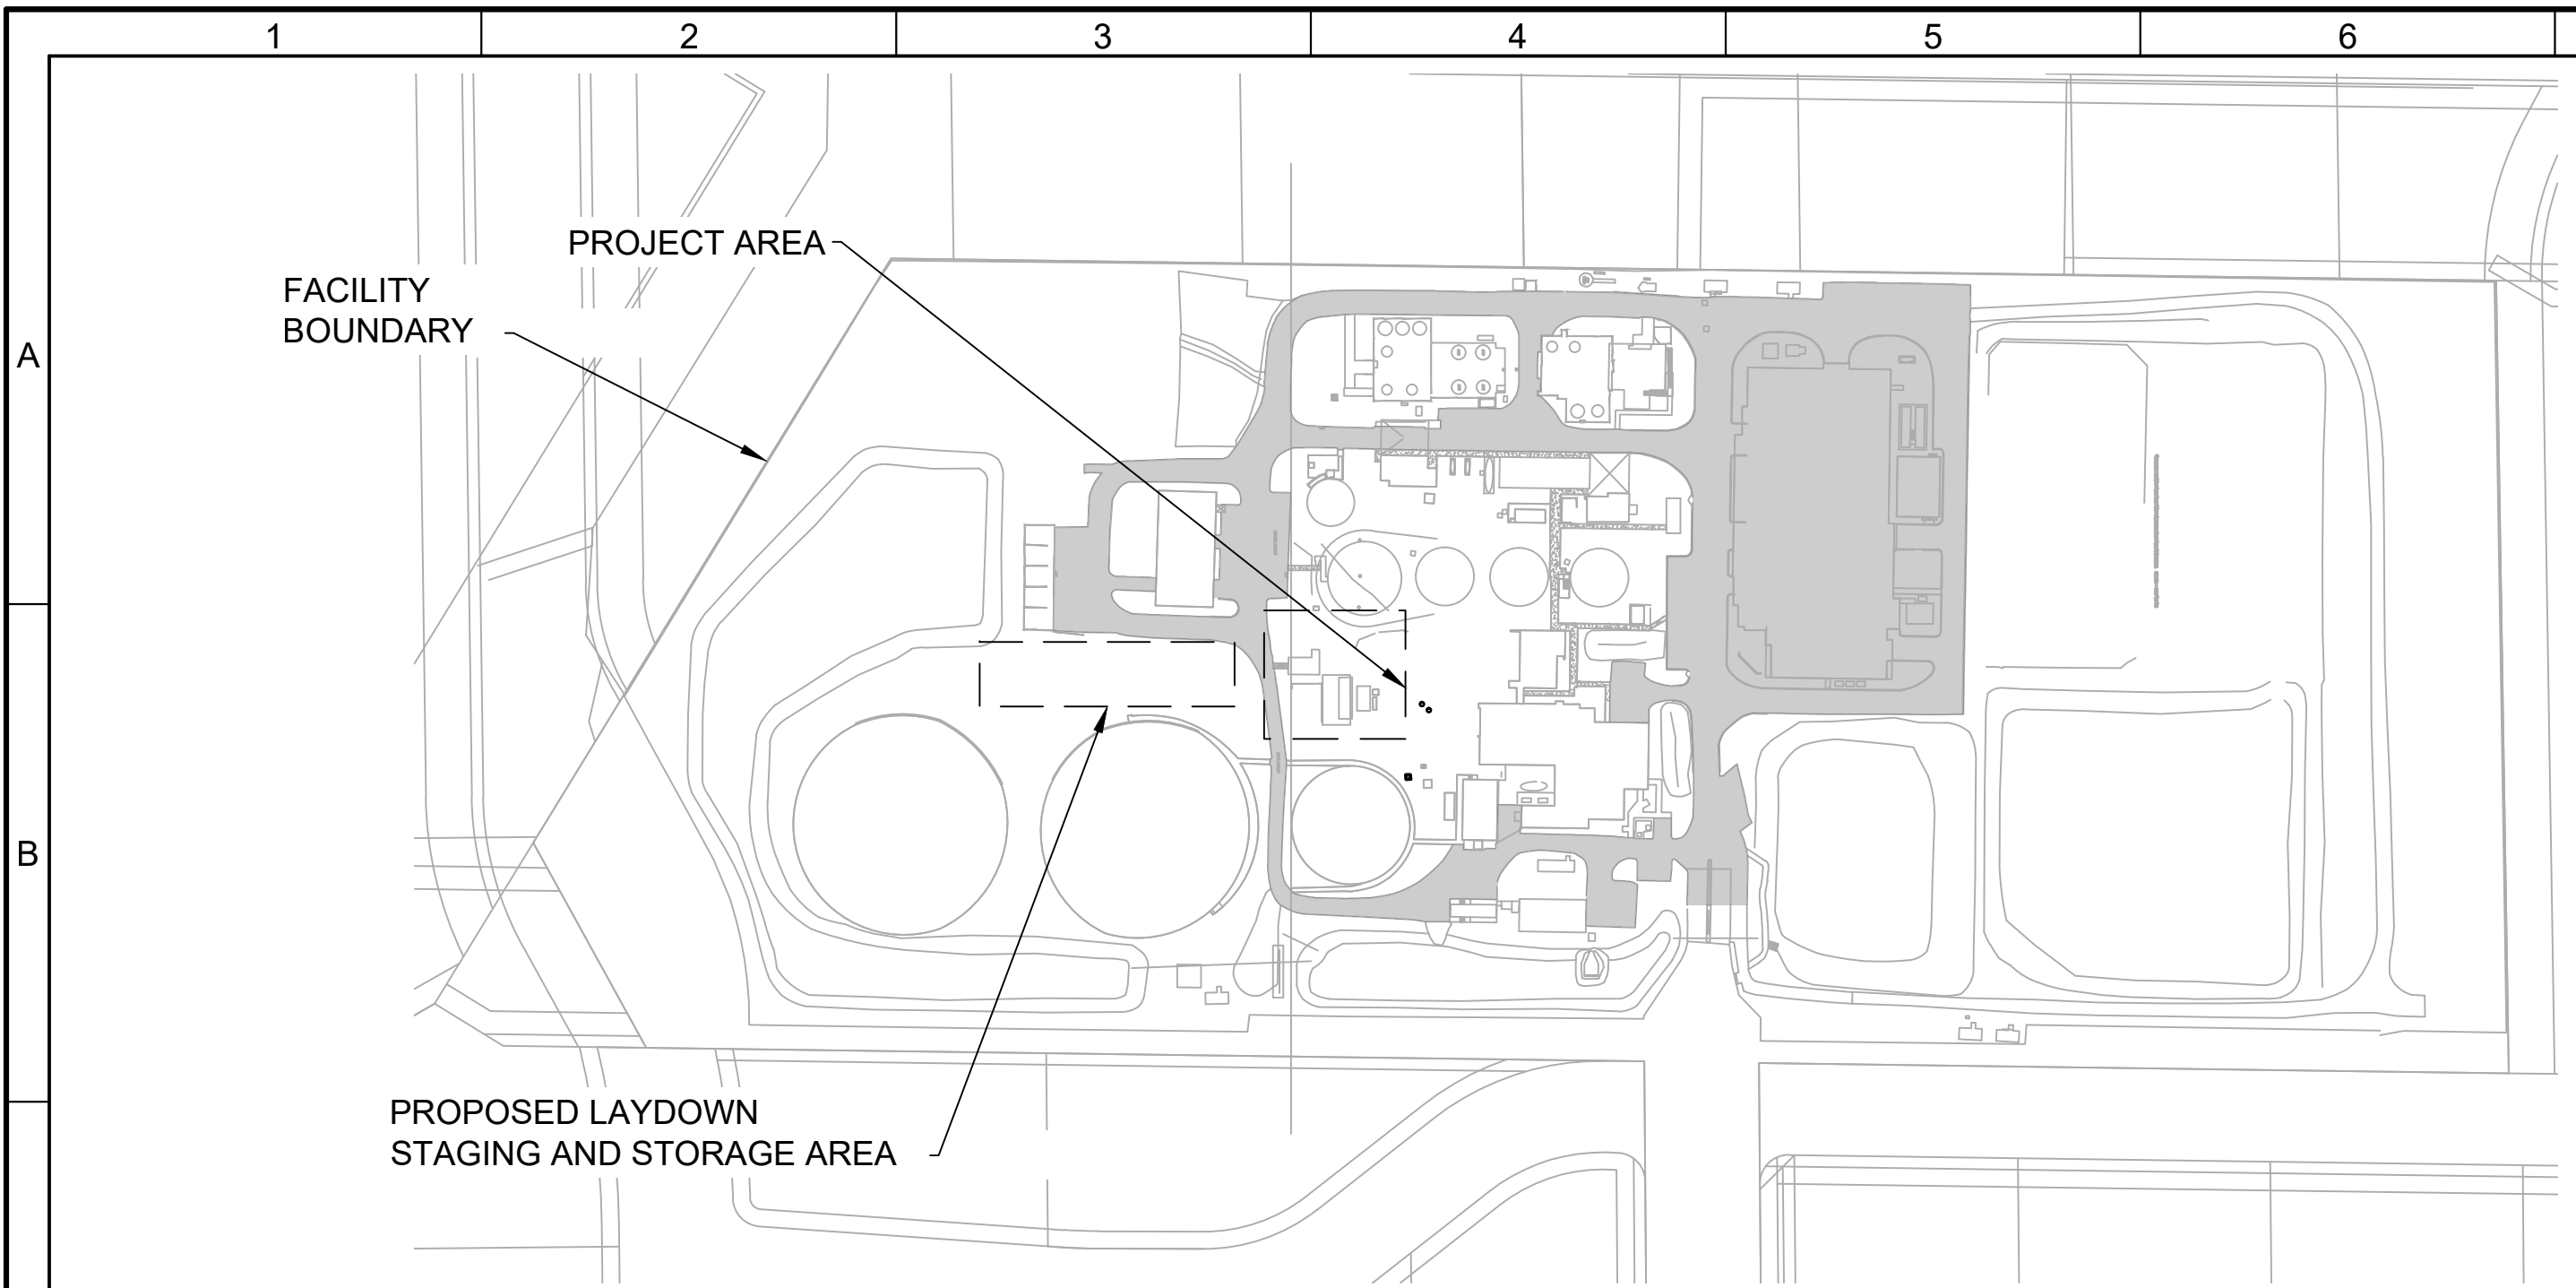 1 2 3 4 5 6
PROJECT AREA
FACILITY
BOUNDARY
A
B
PROPOSED LAYDOWN
STAGING AND STORAGE AREA